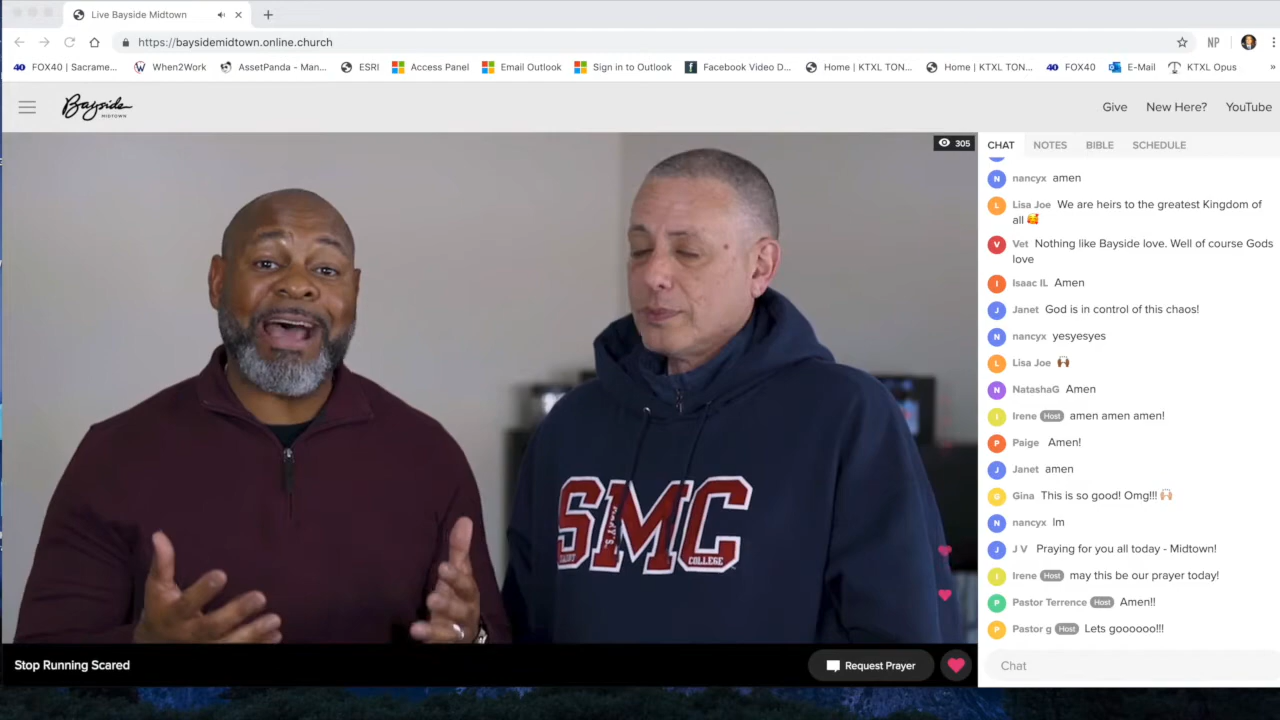 Live Bayside Midtown
https://baysidemidtown.online.church
NP
FOX40 | Sacrame...
When2Work
AssetPanda - Man...
ESRI
Access Panel
Email Outlook
Sign in to Outlook
Facebook Video D...
Home | KTXL TON...
Home | KTXL TON...
FOX40
E-Mail
KTXL Opus
Bayside
MIDTOWN
Give
New Here?
YouTube
305
CHAT
NOTES
BIBLE
SCHEDULE
N nancyx amen
L Lisa Joe We are heirs to the greatest Kingdom of
all 🥰
V Vet Nothing like Bayside love. Well of course Gods
love
I Isaac IL Amen
J Janet God is in control of this chaos!
N nancyx yesyesyes
L Lisa Joe 🙌🏾
N NatashaG Amen
I Irene Host amen amen amen!
P Paige Amen!
J Janet amen
G Gina This is so good! Omg!!! 🙌🏼
N nancyx Im
J J V Praying for you all today - Midtown!
I Irene Host may this be our prayer today!
P Pastor Terrence Host Amen!!
P Pastor g Host Lets goooooo!!!
SMC
SAINT
MARY'S
COLLEGE
Stop Running Scared
Request Prayer
Chat